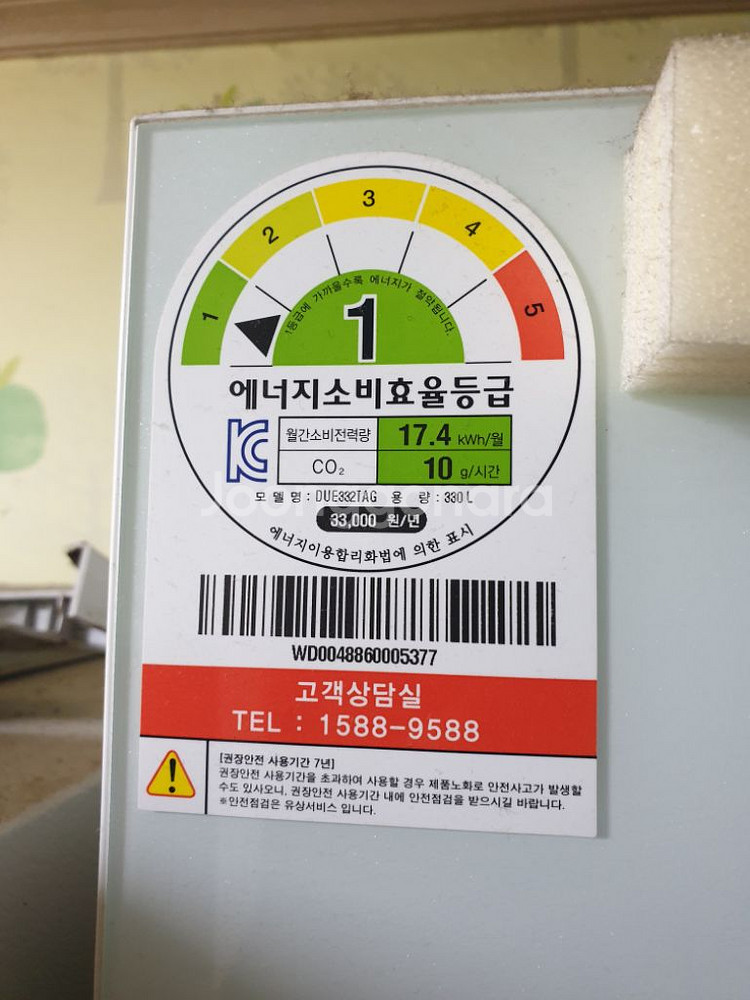 1 2 3 4 5
1등급에 가까울수록 에너지가 절약됩니다.
1
에너지소비효율등급
월간소비전력량 17.4 kWh/월
CO₂ 10 g/시간
모델명 : DUE332TAG 용 량 : 330 L
Joonggonara
33,000 원/년
에너지이용합리화법에 의한 표시
WD0048860005377
고객상담실
TEL : 1588-9588
[권장안전 사용기간 7년]
권장안전 사용기간을 초과하여 사용할 경우 제품노화로 안전사고가 발생할
수도 있사오니, 권장안전 사용기간 내에 안전점검을 받으시길 바랍니다.
※안전점검은 유상서비스 입니다.